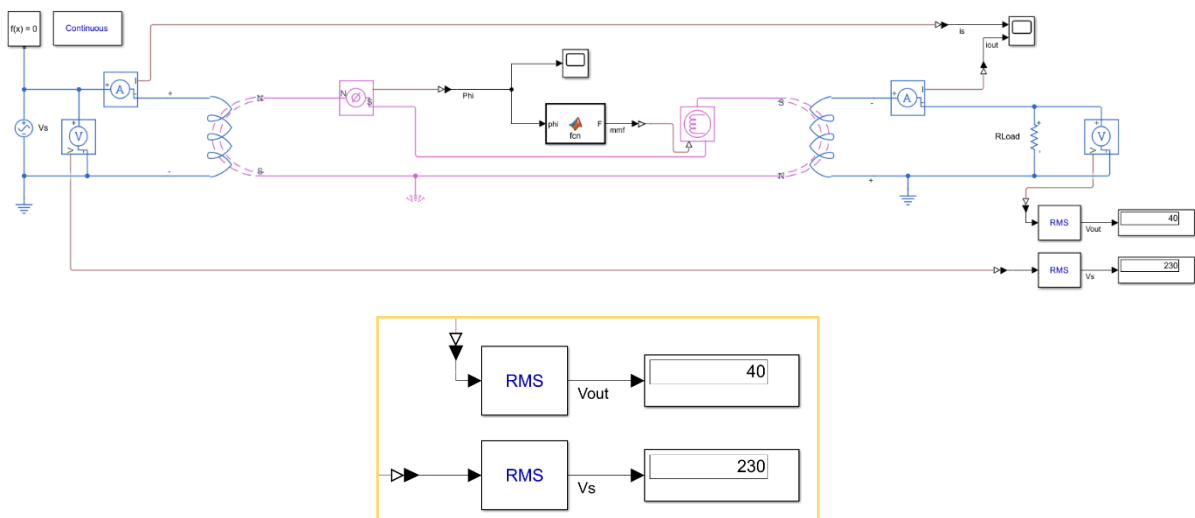 f(x) = 0
Continuous
is
iout
I
+
A
-
+
N
N
Ø
S
Phi
phi
fcn
F
mmf
S
-
+
A
-
I
Vs
+
V
-
RLoad
+
-
+
V
-
-
S
N
+
RMS
Vout
40
RMS
Vs
230
RMS
Vout
40
RMS
Vs
230